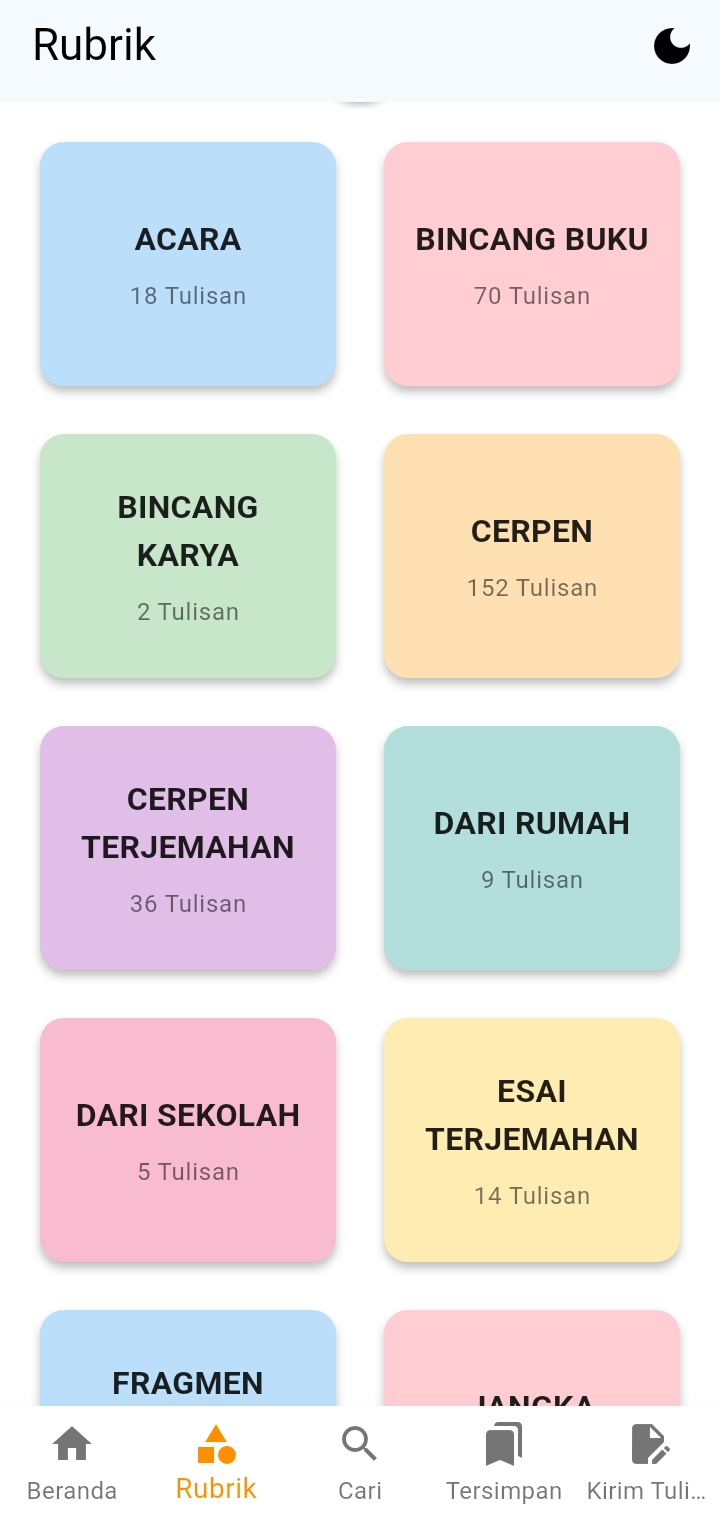 Rubrik
ACARA
18 Tulisan
BINCANG BUKU
70 Tulisan
BINCANG
KARYA
2 Tulisan
CERPEN
152 Tulisan
CERPEN
TERJEMAHAN
36 Tulisan
DARI RUMAH
9 Tulisan
DARI SEKOLAH
5 Tulisan
ESAI
TERJEMAHAN
14 Tulisan
FRAGMEN
JANGKA
Beranda
Rubrik
Cari
Tersimpan
Kirim Tuli...